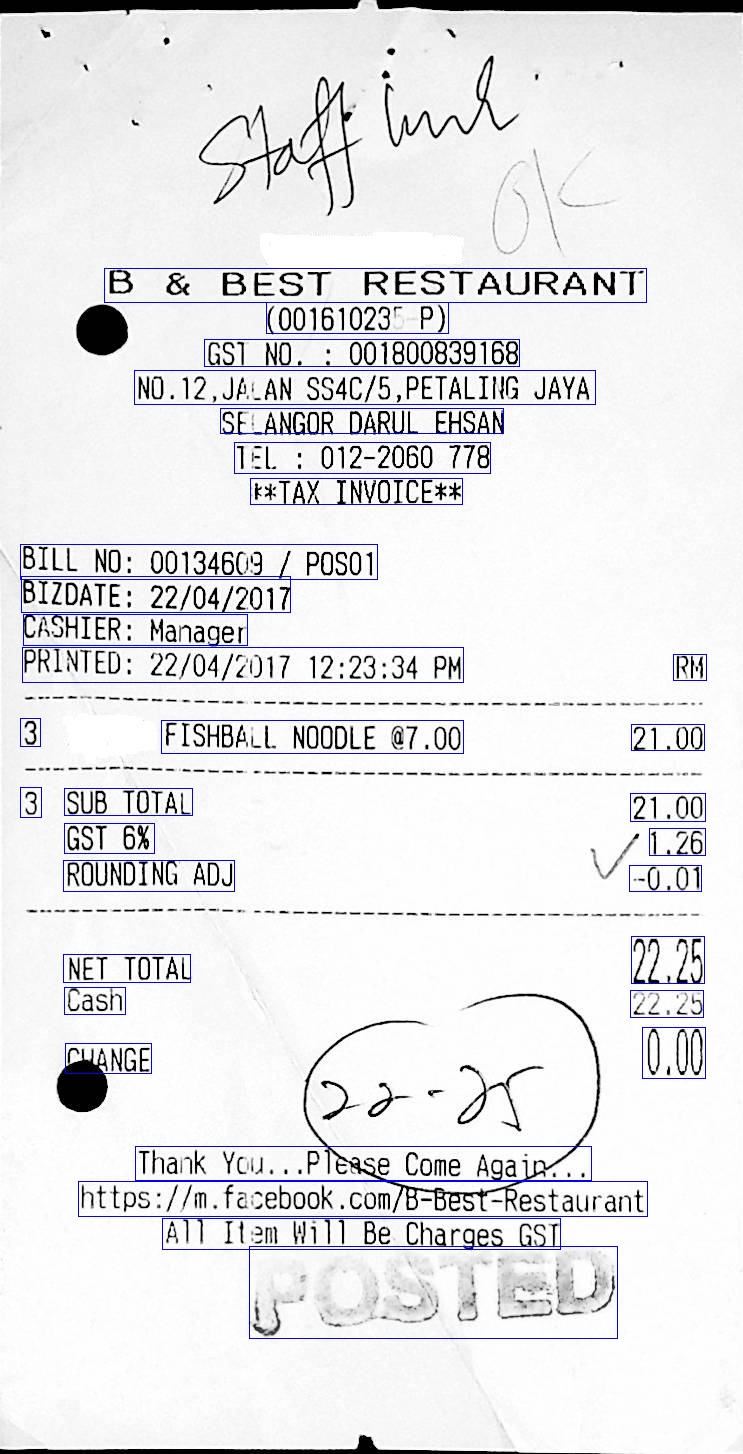 Staff lunch
OK
B & BEST RESTAURANT
(001610235-P)
GST NO. : 001800839168
NO.12,JALAN SS4C/5,PETALING JAYA
SELANGOR DARUL EHSAN
TEL : 012-2060 778
**TAX INVOICE**
BILL NO: 00134609 / POS01
BIZDATE: 22/04/2017
CASHIER: Manager
PRINTED: 22/04/2017 12:23:34 PM RM
3 FISHBALL NOODLE @7.00 21.00
3 SUB TOTAL 21.00
GST 6% 1.26
ROUNDING ADJ -0.01
NET TOTAL 22.25
Cash 22.25
CHANGE 0.00
22-25
Thank You...Please Come Again...
https://m.facebook.com/B-Best-Restaurant
All Item Will Be Charges GST
POSTED